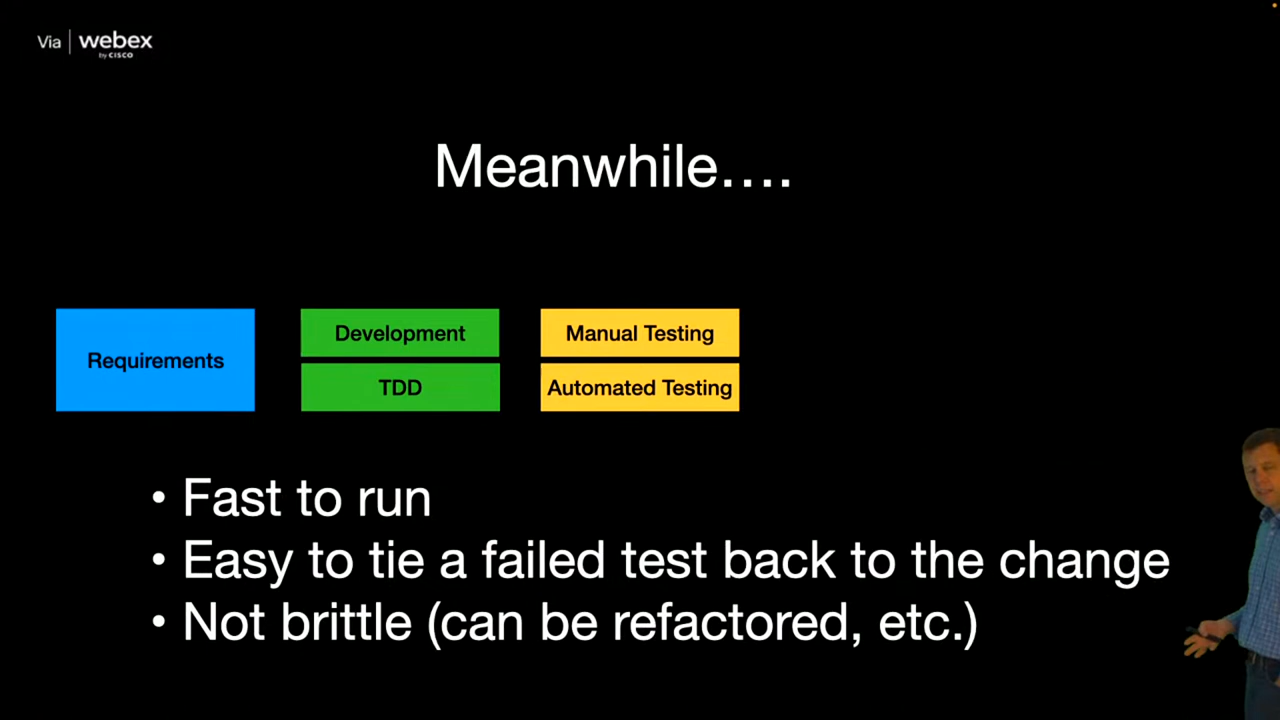 Via webex
by CISCO
Meanwhile….
Requirements
Development
TDD
Manual Testing
Automated Testing
• Fast to run
• Easy to tie a failed test back to the change
• Not brittle (can be refactored, etc.)